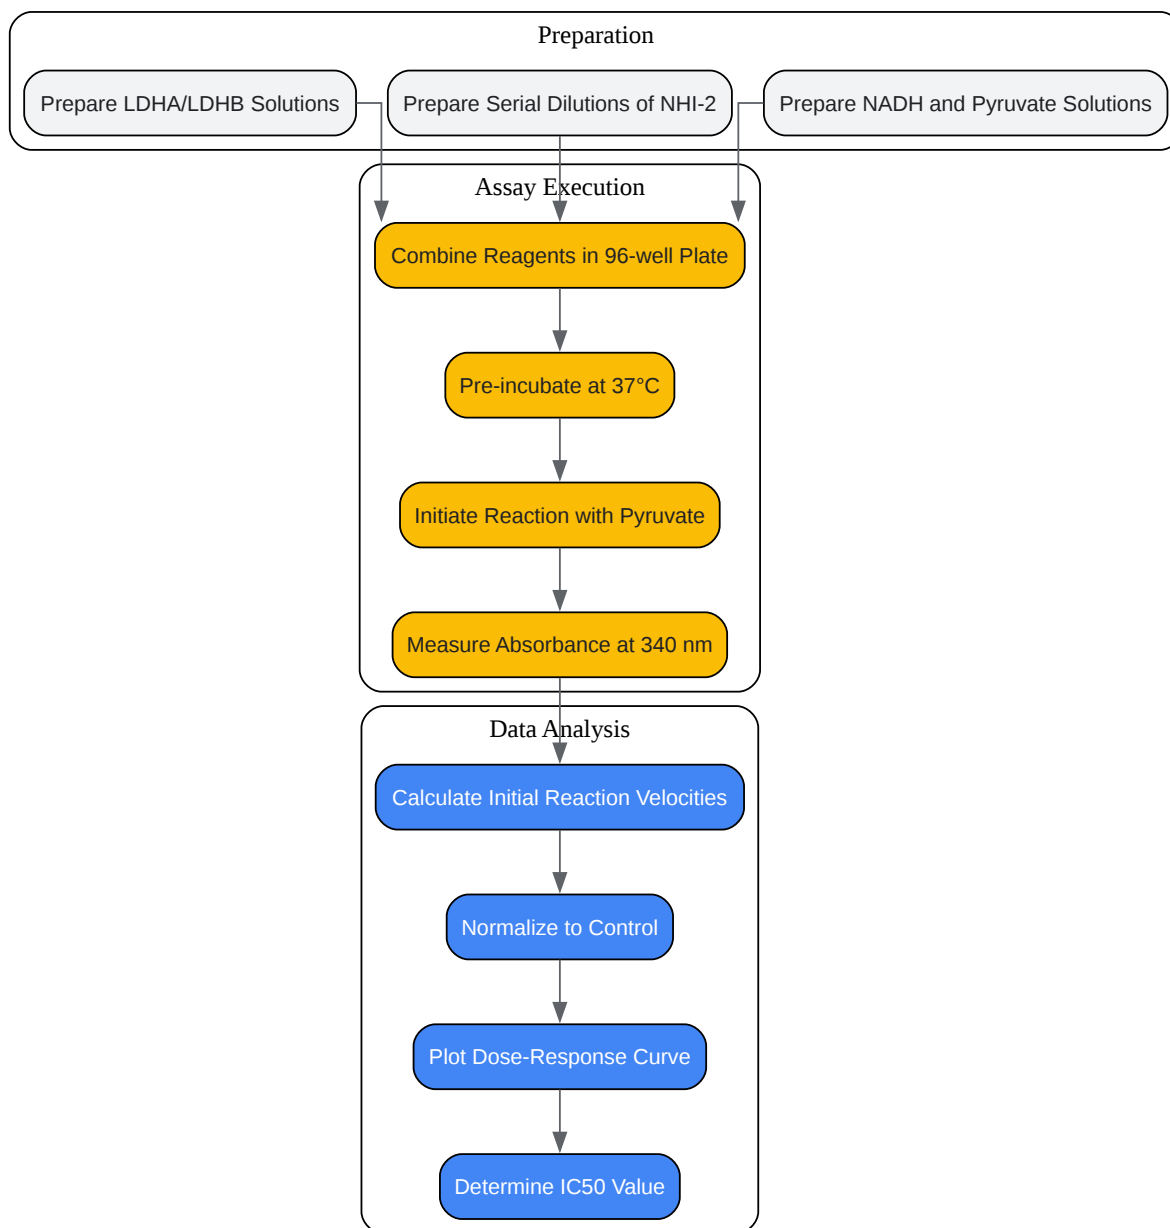 Preparation
Prepare LDHA/LDHB Solutions
Prepare Serial Dilutions of NHI-2
Prepare NADH and Pyruvate Solutions
Assay Execution
Combine Reagents in 96-well Plate
Pre-incubate at 37°C
Initiate Reaction with Pyruvate
Measure Absorbance at 340 nm
Data Analysis
Calculate Initial Reaction Velocities
Normalize to Control
Plot Dose-Response Curve
Determine IC50 Value